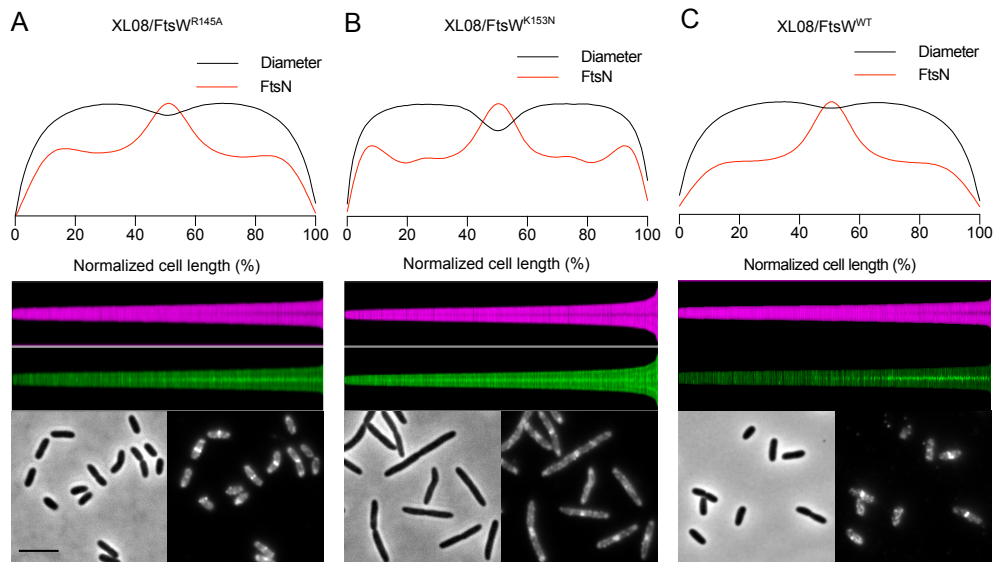 A
XL08/FtsW^R145A
Diameter
FtsN
0 20 40 60 80 100
Normalized cell length (%)
B
XL08/FtsW^K153N
Diameter
FtsN
0 20 40 60 80 100
Normalized cell length (%)
C
XL08/FtsW^WT
Diameter
FtsN
0 20 40 60 80 100
Normalized cell length (%)